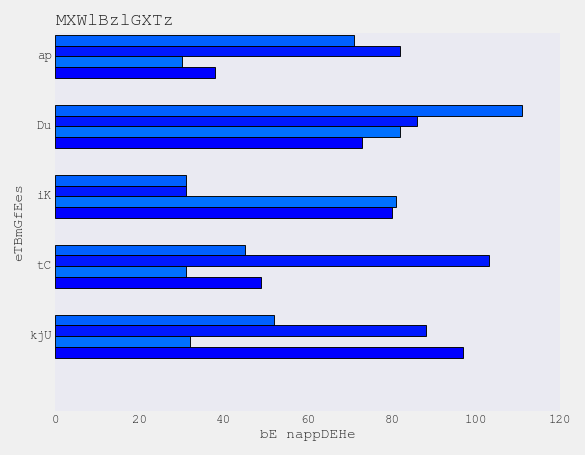 MXWlBzlGXTz
ap
Du
iK
tC
kjU
eTBmGfEes
0 20 40 60 80 100 120
bE nappDEHe